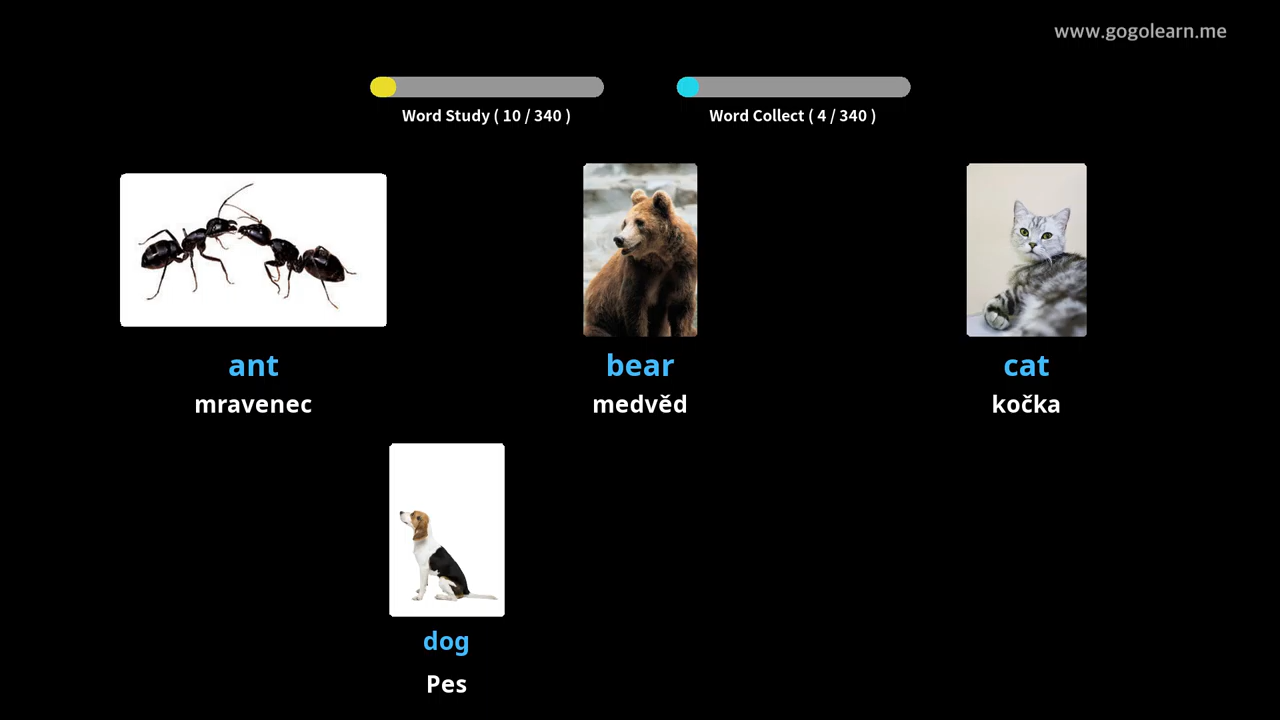 www.gogolearn.me
Word Study ( 10 / 340 )
Word Collect ( 4 / 340 )
ant
bear
cat
mravenec
medvěd
kočka
dog
Pes